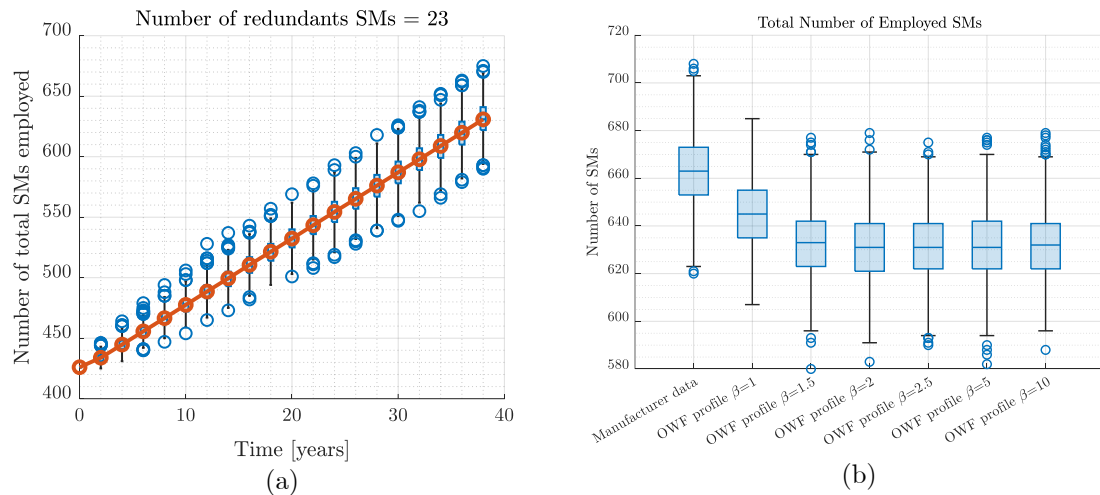 Number of redundants SMs = 23
Number of total SMs employed
700
650
600
550
500
450
400
0
10
20
30
40
Time [years]
(a)
Total Number of Employed SMs
Number of SMs
720
700
680
660
640
620
600
580
Manufacturer data
OWF profile β=1
OWF profile β=1.5
OWF profile β=2
OWF profile β=2.5
OWF profile β=5
OWF profile β=10
(b)